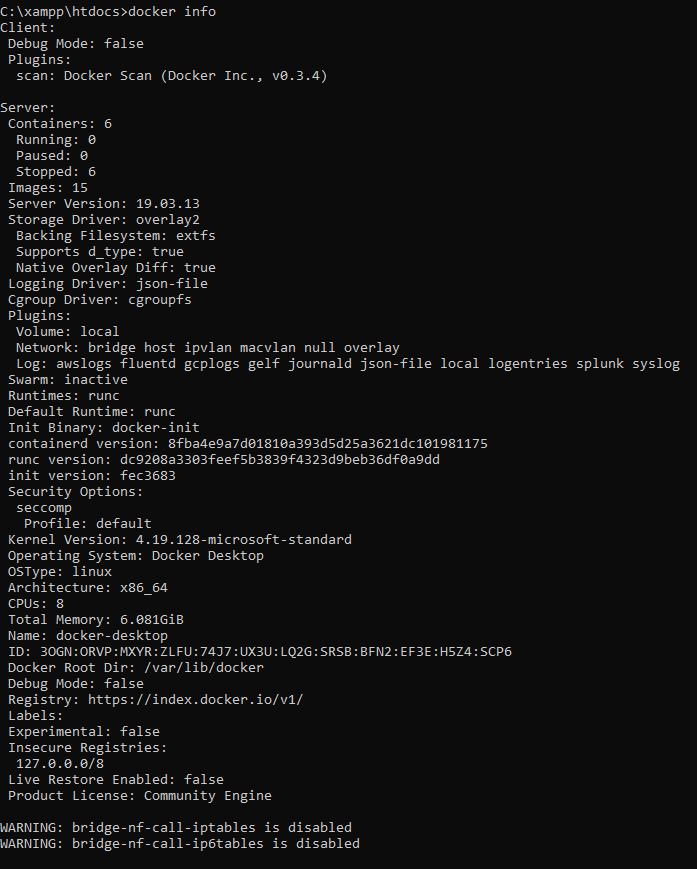 C:\xampp\htdocs>docker info
Client:
 Debug Mode: false
 Plugins:
  scan: Docker Scan (Docker Inc., v0.3.4)

Server:
 Containers: 6
  Running: 0
  Paused: 0
  Stopped: 6
 Images: 15
 Server Version: 19.03.13
 Storage Driver: overlay2
  Backing Filesystem: extfs
  Supports d_type: true
  Native Overlay Diff: true
 Logging Driver: json-file
 Cgroup Driver: cgroupfs
 Plugins:
  Volume: local
  Network: bridge host ipvlan macvlan null overlay
  Log: awslogs fluentd gcplogs gelf journald json-file local logentries splunk syslog
 Swarm: inactive
 Runtimes: runc
 Default Runtime: runc
 Init Binary: docker-init
 containerd version: 8fba4e9a7d01810a393d5d25a3621dc101981175
 runc version: dc9208a3303feef5b3839f4323d9beb36df0a9dd
 init version: fec3683
 Security Options:
  seccomp
   Profile: default
 Kernel Version: 4.19.128-microsoft-standard
 Operating System: Docker Desktop
 OSType: linux
 Architecture: x86_64
 CPUs: 8
 Total Memory: 6.081GiB
 Name: docker-desktop
 ID: 3OGN:ORVP:MXYR:ZLFU:74J7:UX3U:LQ2G:SRSB:BFN2:EF3E:H5Z4:SCP6
 Docker Root Dir: /var/lib/docker
 Debug Mode: false
 Registry: https://index.docker.io/v1/
 Labels:
 Experimental: false
 Insecure Registries:
  127.0.0.0/8
 Live Restore Enabled: false
 Product License: Community Engine

WARNING: bridge-nf-call-iptables is disabled
WARNING: bridge-nf-call-ip6tables is disabled